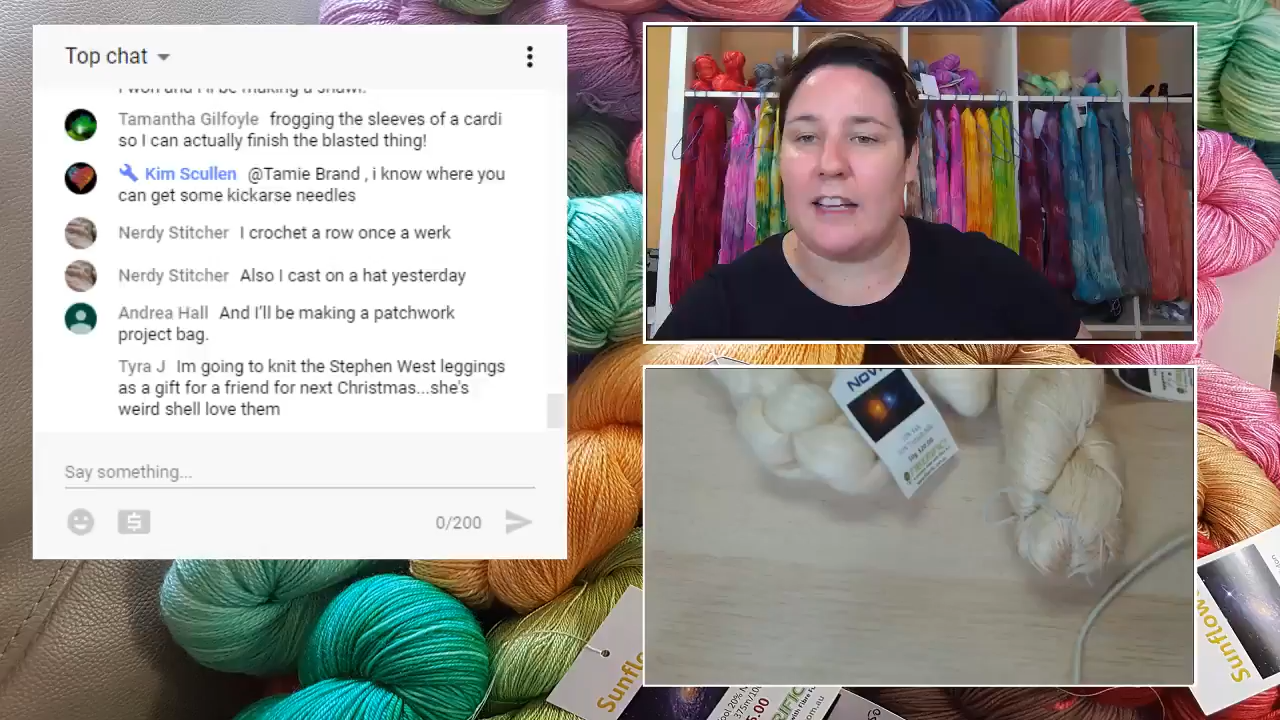 Top chat
I won and I'll be making a shawl.
Tamantha Gilfoyle frogging the sleeves of a cardi
so I can actually finish the blasted thing!
Kim Scullen @Tamie Brand , i know where you
can get some kickarse needles
Nerdy Stitcher I crochet a row once a werk
Nerdy Stitcher Also I cast on a hat yesterday
Andrea Hall And I'll be making a patchwork
project bag.
Tyra J Im going to knit the Stephen West leggings
as a gift for a friend for next Christmas...she's
weird shell love them
Say something...
0/200
NOV
Sunflow
Sunflo